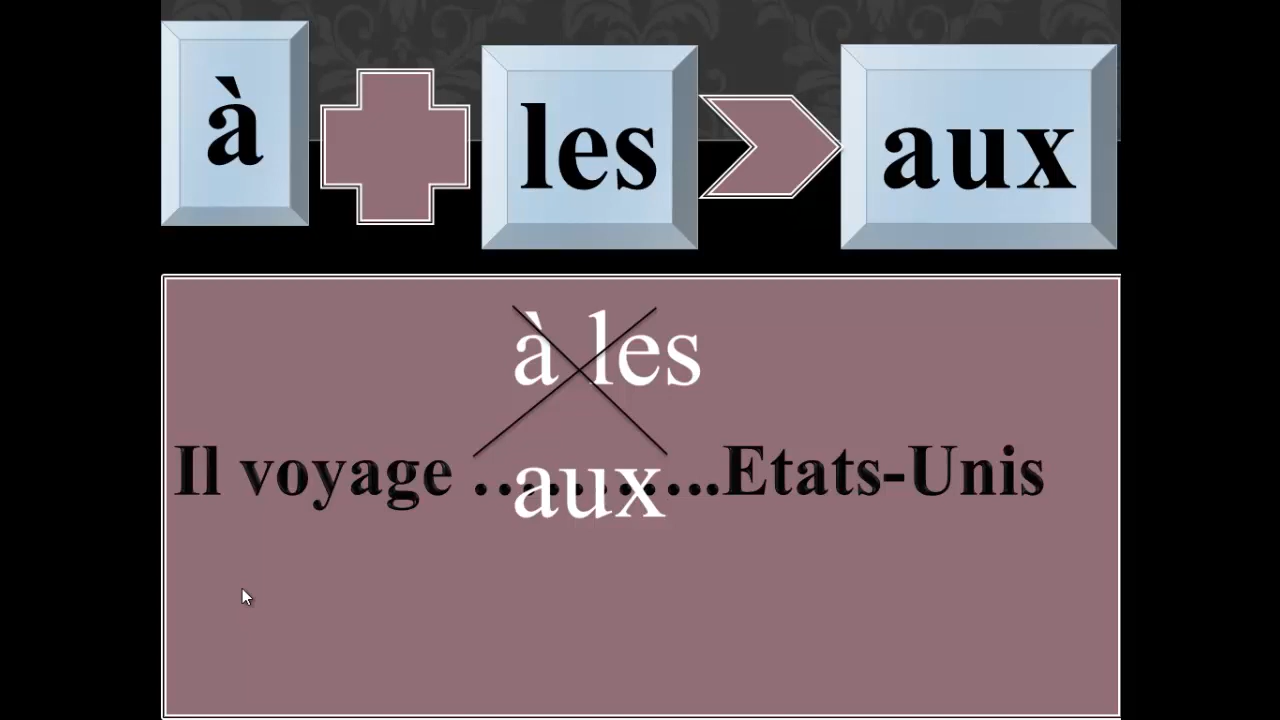 à les aux
à les
Il voyage ………..Etats-Unis
aux